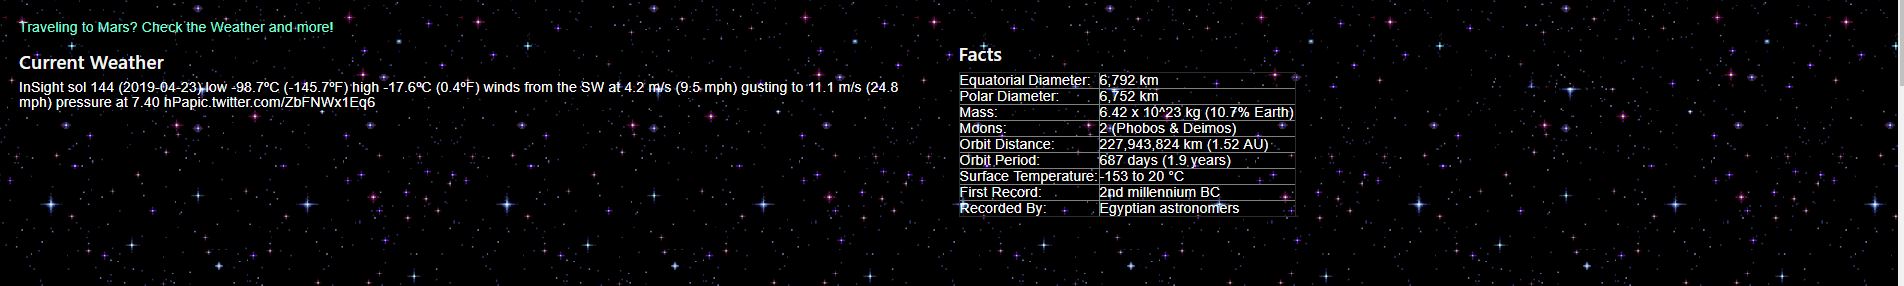 Traveling to Mars? Check the Weather and more!
Current Weather
InSight sol 144 (2019-04-23) low -98.7ºC (-145.7ºF) high -17.6ºC (0.4ºF) winds from the SW at 4.2 m/s (9.5 mph) gusting to 11.1 m/s (24.8
mph) pressure at 7.40 hPapic.twitter.com/ZbFNWx1Eq6
Facts
Equatorial Diameter: 6,792 km
Polar Diameter: 6,752 km
Mass: 6.42 x 10^23 kg (10.7% Earth)
Moons: 2 (Phobos & Deimos)
Orbit Distance: 227,943,824 km (1.52 AU)
Orbit Period: 687 days (1.9 years)
Surface Temperature: -153 to 20 °C
First Record: 2nd millennium BC
Recorded By: Egyptian astronomers